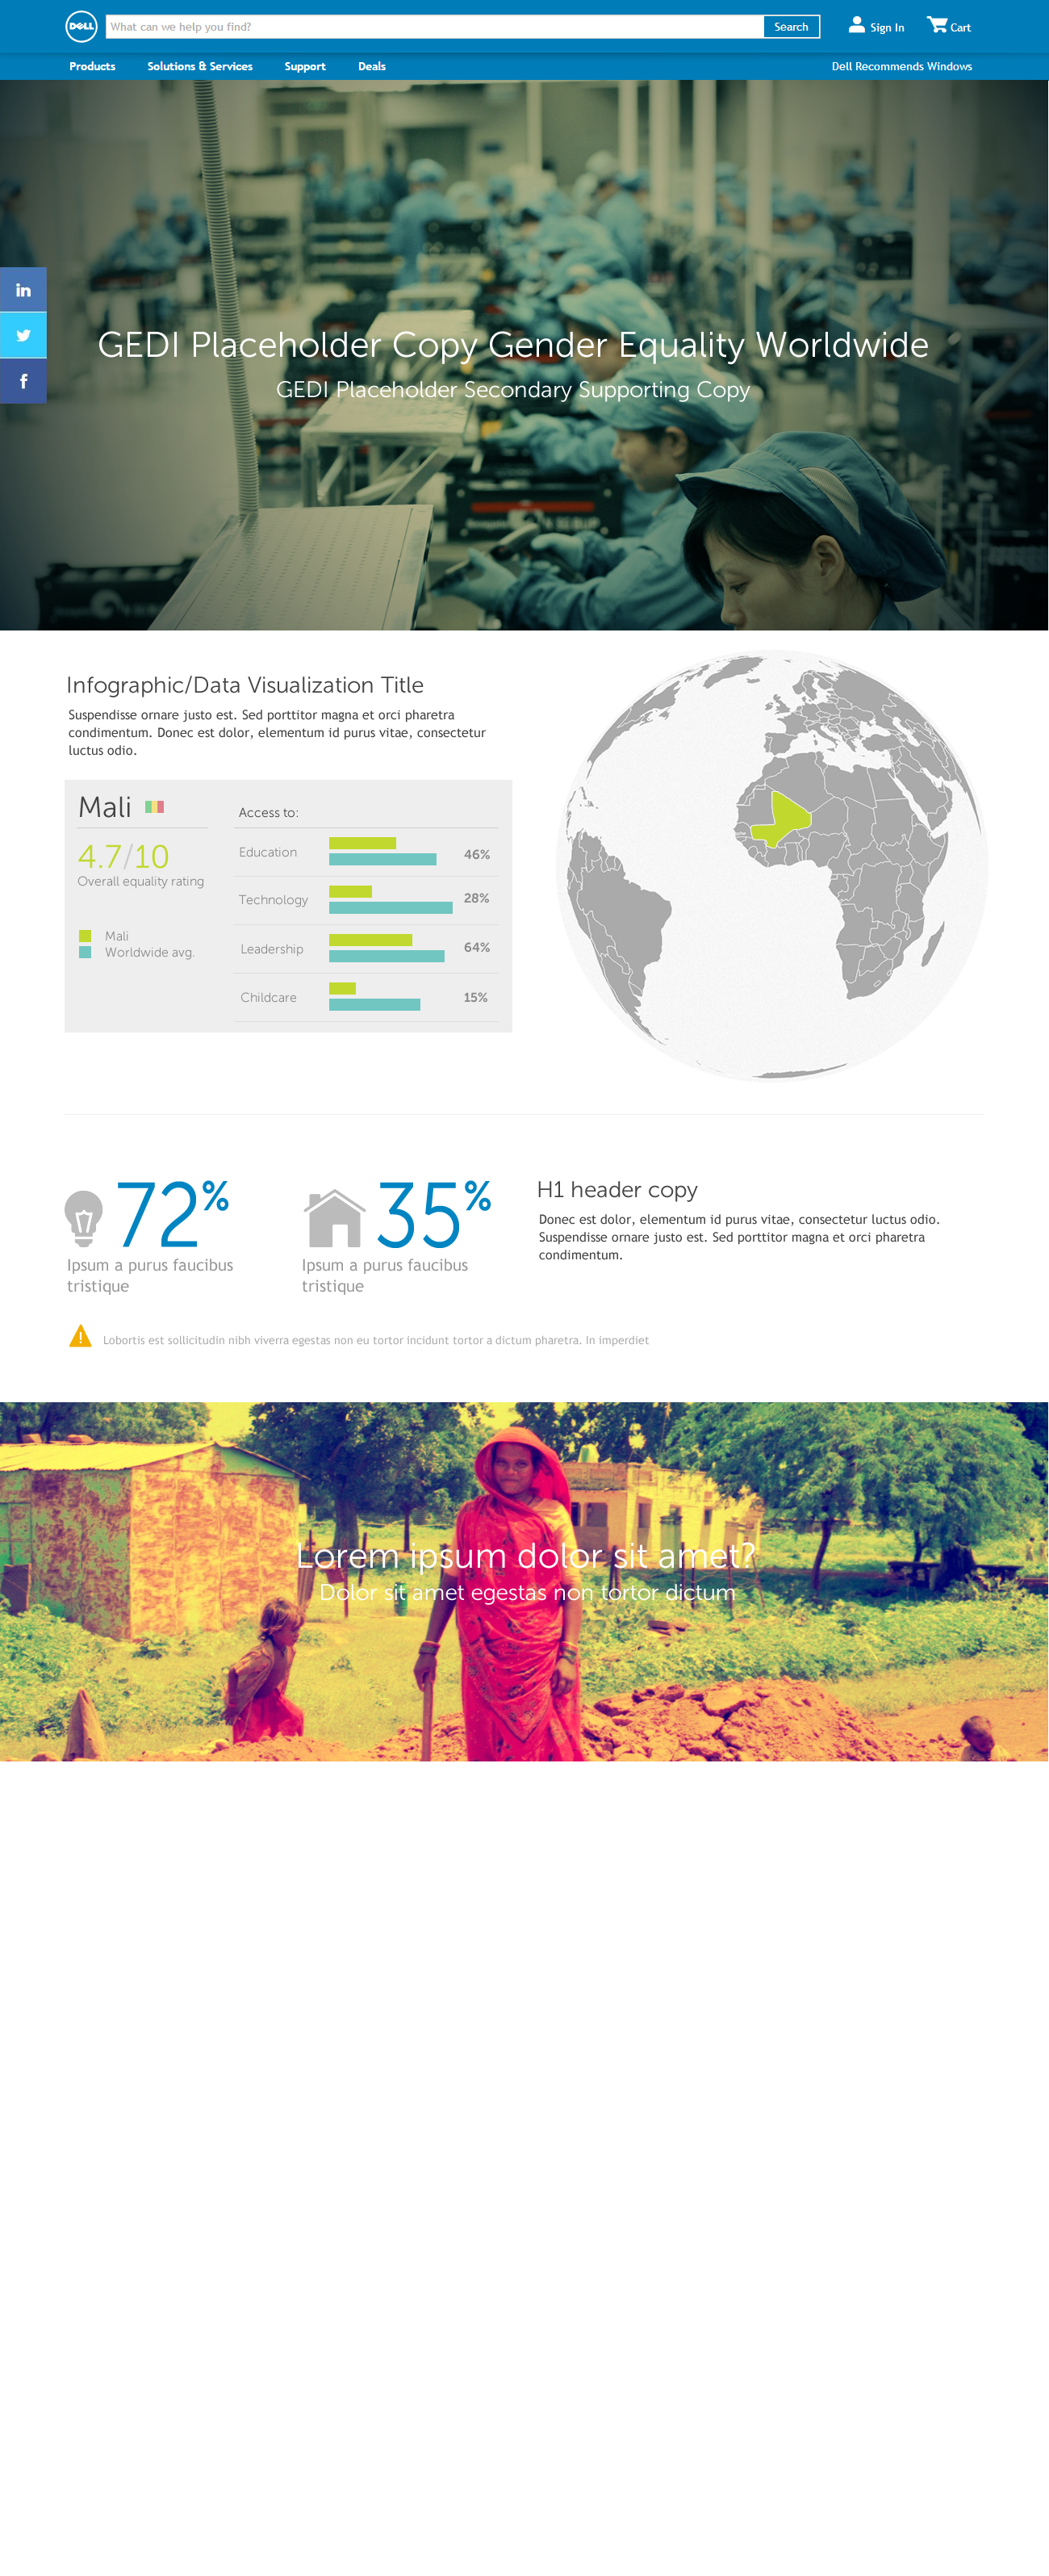 DELL
What can we help you find?
Search
Sign In
Cart
Products
Solutions & Services
Support
Deals
Dell Recommends Windows
in
f
GEDI Placeholder Copy Gender Equality Worldwide
GEDI Placeholder Secondary Supporting Copy
Infographic/Data Visualization Title
Suspendisse ornare justo est. Sed porttitor magna et orci pharetra
condimentum. Donec est dolor, elementum id purus vitae, consectetur
luctus odio.
Mali
4.7/10
Overall equality rating
Mali
Worldwide avg.
Access to:
Education
46%
Technology
28%
Leadership
64%
Childcare
15%
72%
Ipsum a purus faucibus
tristique
35%
Ipsum a purus faucibus
tristique
H1 header copy
Donec est dolor, elementum id purus vitae, consectetur luctus odio.
Suspendisse ornare justo est. Sed porttitor magna et orci pharetra
condimentum.
Lobortis est sollicitudin nibh viverra egestas non eu tortor incidunt tortor a dictum pharetra. In imperdiet
Lorem ipsum dolor sit amet?
Dolor sit amet egestas non tortor dictum